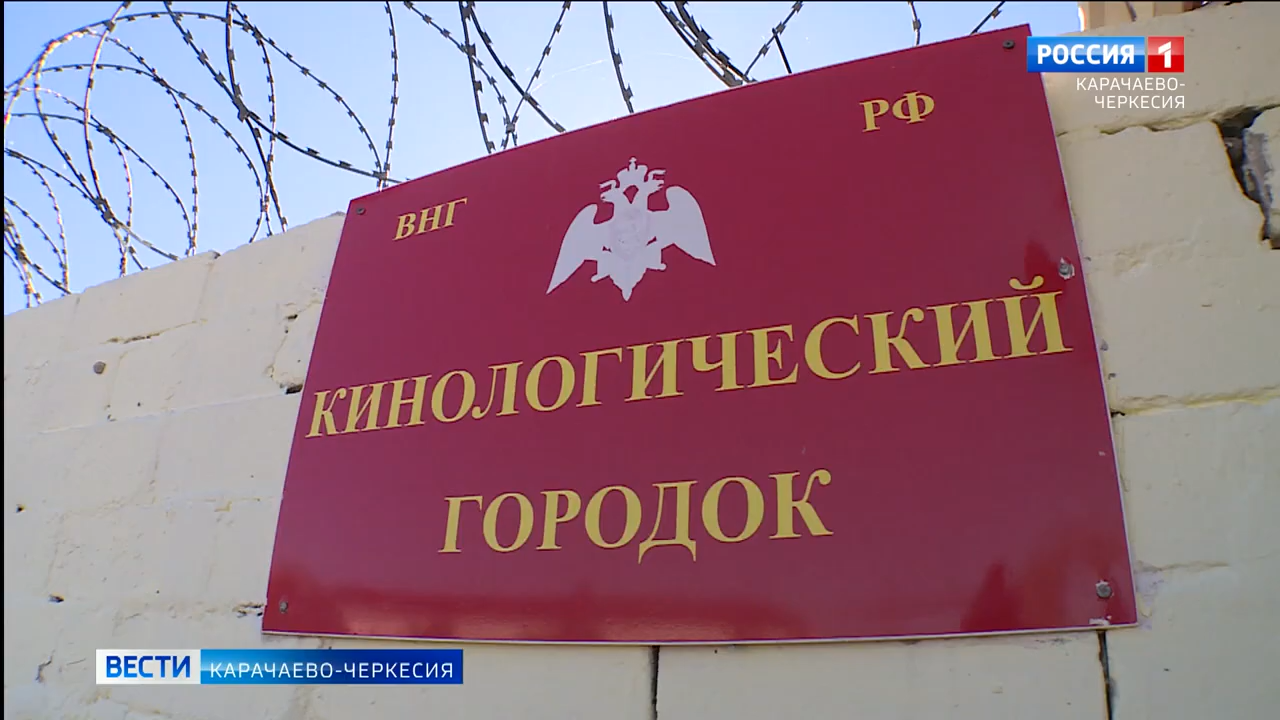 РОССИЯ 1
КАРАЧАЕВО-
ЧЕРКЕСИЯ
ВНГ
РФ
КИНОЛОГИЧЕСКИЙ
ГОРОДОК
ВЕСТИ КАРАЧАЕВО-ЧЕРКЕСИЯ